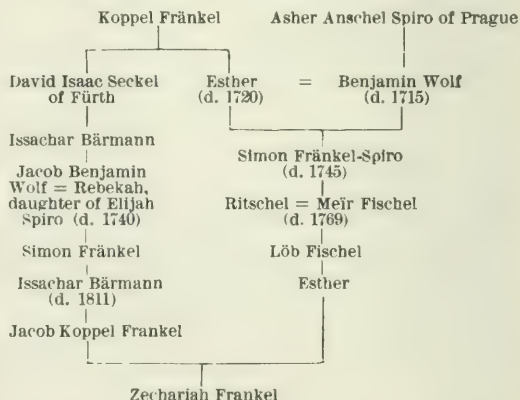 Koppel Fränkel
Asher Anschel Spiro of Prague
David Isaac Seckel
of Fürth
Esther
(d. 1720)
=
Benjamin Wolf
(d. 1715)
Issachar Bärmann
Jacob Benjamin
Wolf = Rebekah,
daughter of Elijah
Spiro (d. 1740)
Simon Fränkel-Spiro
(d. 1745)
Ritschel = Meïr Fischel
(d. 1769)
Simon Fränkel
Löb Fischel
Issachar Bärmann
(d. 1811)
Esther
Jacob Koppel Frankel
Zechariah Frankel